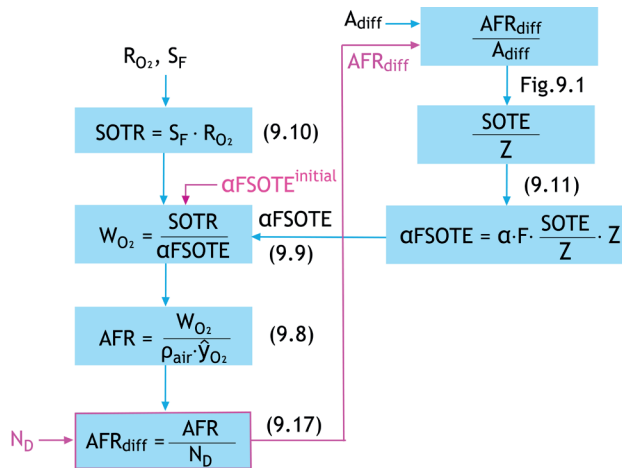 R_O₂, S_F
SOTR = S_F · R_O₂
(9.10)
αFSOTE^initial
W_O₂ = SOTR / αFSOTE
(9.9)
αFSOTE
AFR = W_O₂ / ρ_air·ŷ_O₂
(9.8)
N_D
AFR_diff = AFR / N_D
(9.17)
AFR_diff
A_diff
AFR_diff / A_diff
Fig.9.1
SOTE / Z
(9.11)
αFSOTE = α·F· SOTE / Z · Z